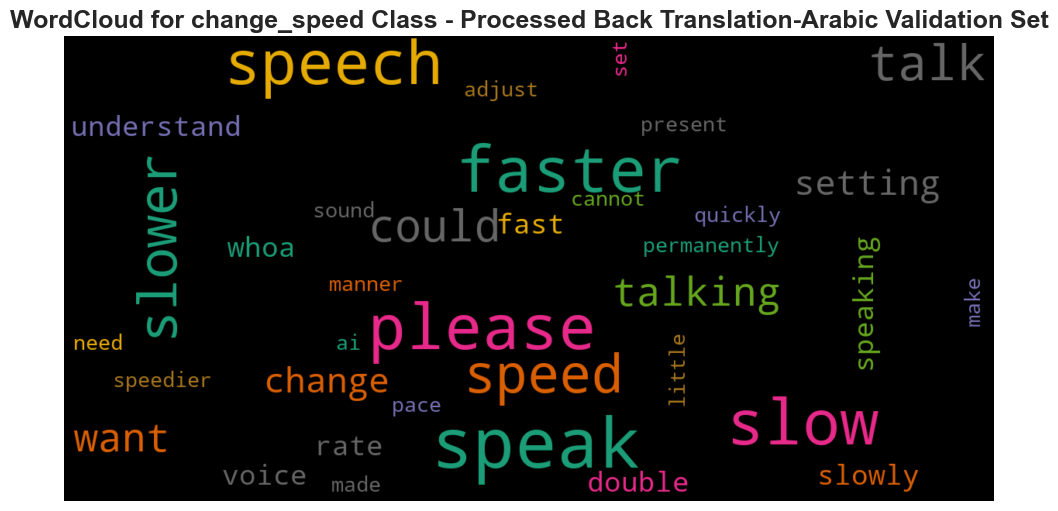 WordCloud for change_speed Class - Processed Back Translation-Arabic Validation Set
speech
set
talk
adjust
understand
present
faster
slower
setting
cannot
sound
could
fast
quickly
whoa
permanently
speaking
manner
talking
make
please
need
ai
little
speedier
change
speed
pace
slow
want
speak
rate
voice
made
double
slowly